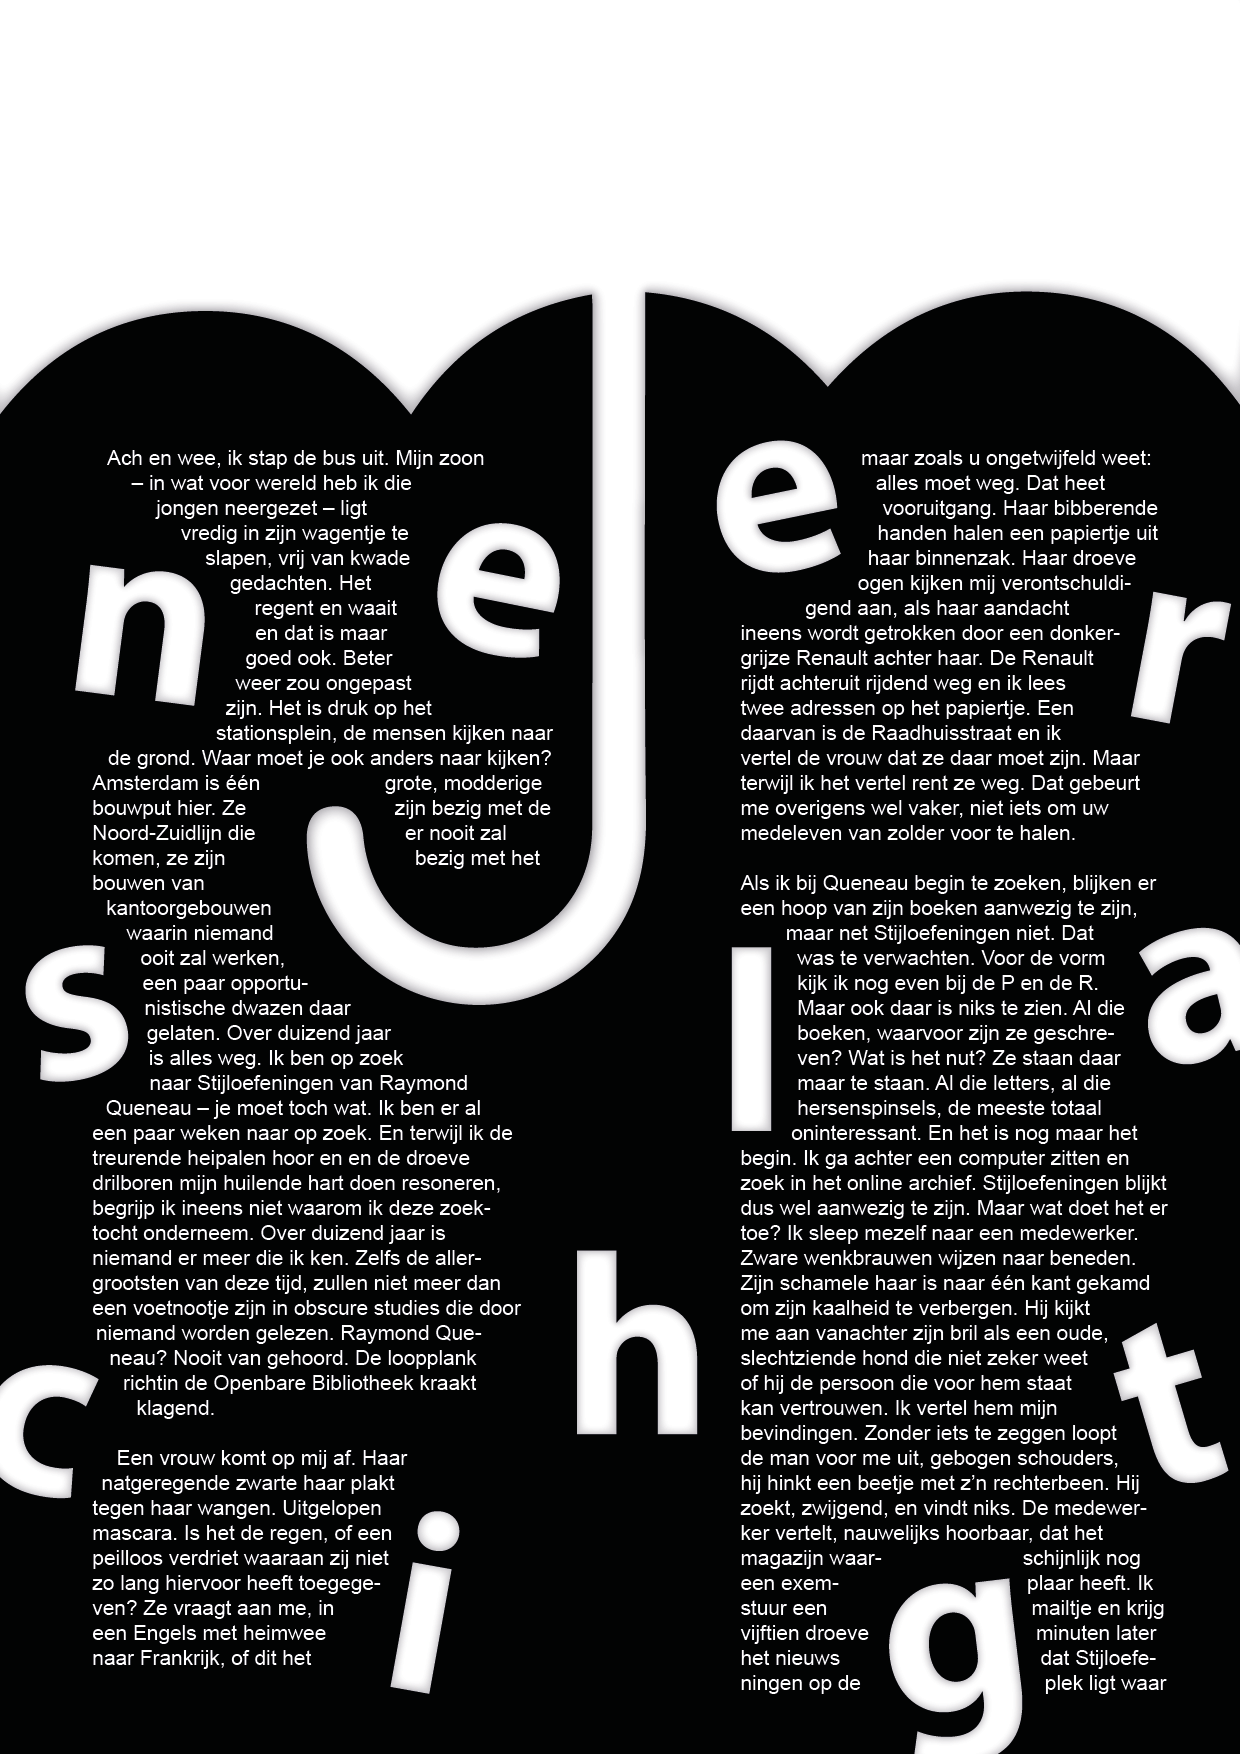 n e e r
s l a
c h t
i g
Ach en wee, ik stap de bus uit. Mijn zoon
– in wat voor wereld heb ik die
jongen neergezet – ligt
vredig in zijn wagentje te
slapen, vrij van kwade
gedachten. Het
regent en waait
en dat is maar
goed ook. Beter
weer zou ongepast
zijn. Het is druk op het
stationsplein, de mensen kijken naar
de grond. Waar moet je ook anders naar kijken?
Amsterdam is één grote, modderige
bouwput hier. Ze zijn bezig met de
Noord-Zuidlijn die er nooit zal
komen, ze zijn bezig met het
bouwen van
kantoorgebouwen
waarin niemand
ooit zal werken,
een paar opportu-
nistische dwazen daar
gelaten. Over duizend jaar
is alles weg. Ik ben op zoek
naar Stijloefeningen van Raymond
Queneau – je moet toch wat. Ik ben er al
een paar weken naar op zoek. En terwijl ik de
treurende heipalen hoor en en de droeve
drilboren mijn huilende hart doen resoneren,
begrijp ik ineens niet waarom ik deze zoek-
tocht onderneem. Over duizend jaar is
niemand er meer die ik ken. Zelfs de aller-
grootsten van deze tijd, zullen niet meer dan
een voetnootje zijn in obscure studies die door
niemand worden gelezen. Raymond Que-
neau? Nooit van gehoord. De loopplank
richtin de Openbare Bibliotheek kraakt
klagend.
Een vrouw komt op mij af. Haar
natgeregende zwarte haar plakt
tegen haar wangen. Uitgelopen
mascara. Is het de regen, of een
peilloos verdriet waaraan zij niet
zo lang hiervoor heeft toegege-
ven? Ze vraagt aan me, in
een Engels met heimwee
naar Frankrijk, of dit het
maar zoals u ongetwijfeld weet:
alles moet weg. Dat heet
vooruitgang. Haar bibberende
handen halen een papiertje uit
haar binnenzak. Haar droeve
ogen kijken mij verontschuldi-
gend aan, als haar aandacht
ineens wordt getrokken door een donker-
grijze Renault achter haar. De Renault
rijdt achteruit rijdend weg en ik lees
twee adressen op het papiertje. Een
daarvan is de Raadhuisstraat en ik
vertel de vrouw dat ze daar moet zijn. Maar
terwijl ik het vertel rent ze weg. Dat gebeurt
me overigens wel vaker, niet iets om uw
medeleven van zolder voor te halen.
Als ik bij Queneau begin te zoeken, blijken er
een hoop van zijn boeken aanwezig te zijn,
maar net Stijloefeningen niet. Dat
was te verwachten. Voor de vorm
kijk ik nog even bij de P en de R.
Maar ook daar is niks te zien. Al die
boeken, waarvoor zijn ze geschre-
ven? Wat is het nut? Ze staan daar
maar te staan. Al die letters, al die
hersenspinsels, de meeste totaal
oninteressant. En het is nog maar het
begin. Ik ga achter een computer zitten en
zoek in het online archief. Stijloefeningen blijkt
dus wel aanwezig te zijn. Maar wat doet het er
toe? Ik sleep mezelf naar een medewerker.
Zware wenkbrauwen wijzen naar beneden.
Zijn schamele haar is naar één kant gekamd
om zijn kaalheid te verbergen. Hij kijkt
me aan vanachter zijn bril als een oude,
slechtziende hond die niet zeker weet
of hij de persoon die voor hem staat
kan vertrouwen. Ik vertel hem mijn
bevindingen. Zonder iets te zeggen loopt
de man voor me uit, gebogen schouders,
hij hinkt een beetje met z’n rechterbeen. Hij
zoekt, zwijgend, en vindt niks. De medewer-
ker vertelt, nauwelijks hoorbaar, dat het
magazijn waar- schijnlijk nog
een exem- plaar heeft. Ik
stuur een mailtje en krijg
vijftien droeve minuten later
het nieuws dat Stijloefe-
ningen op de plek ligt waar